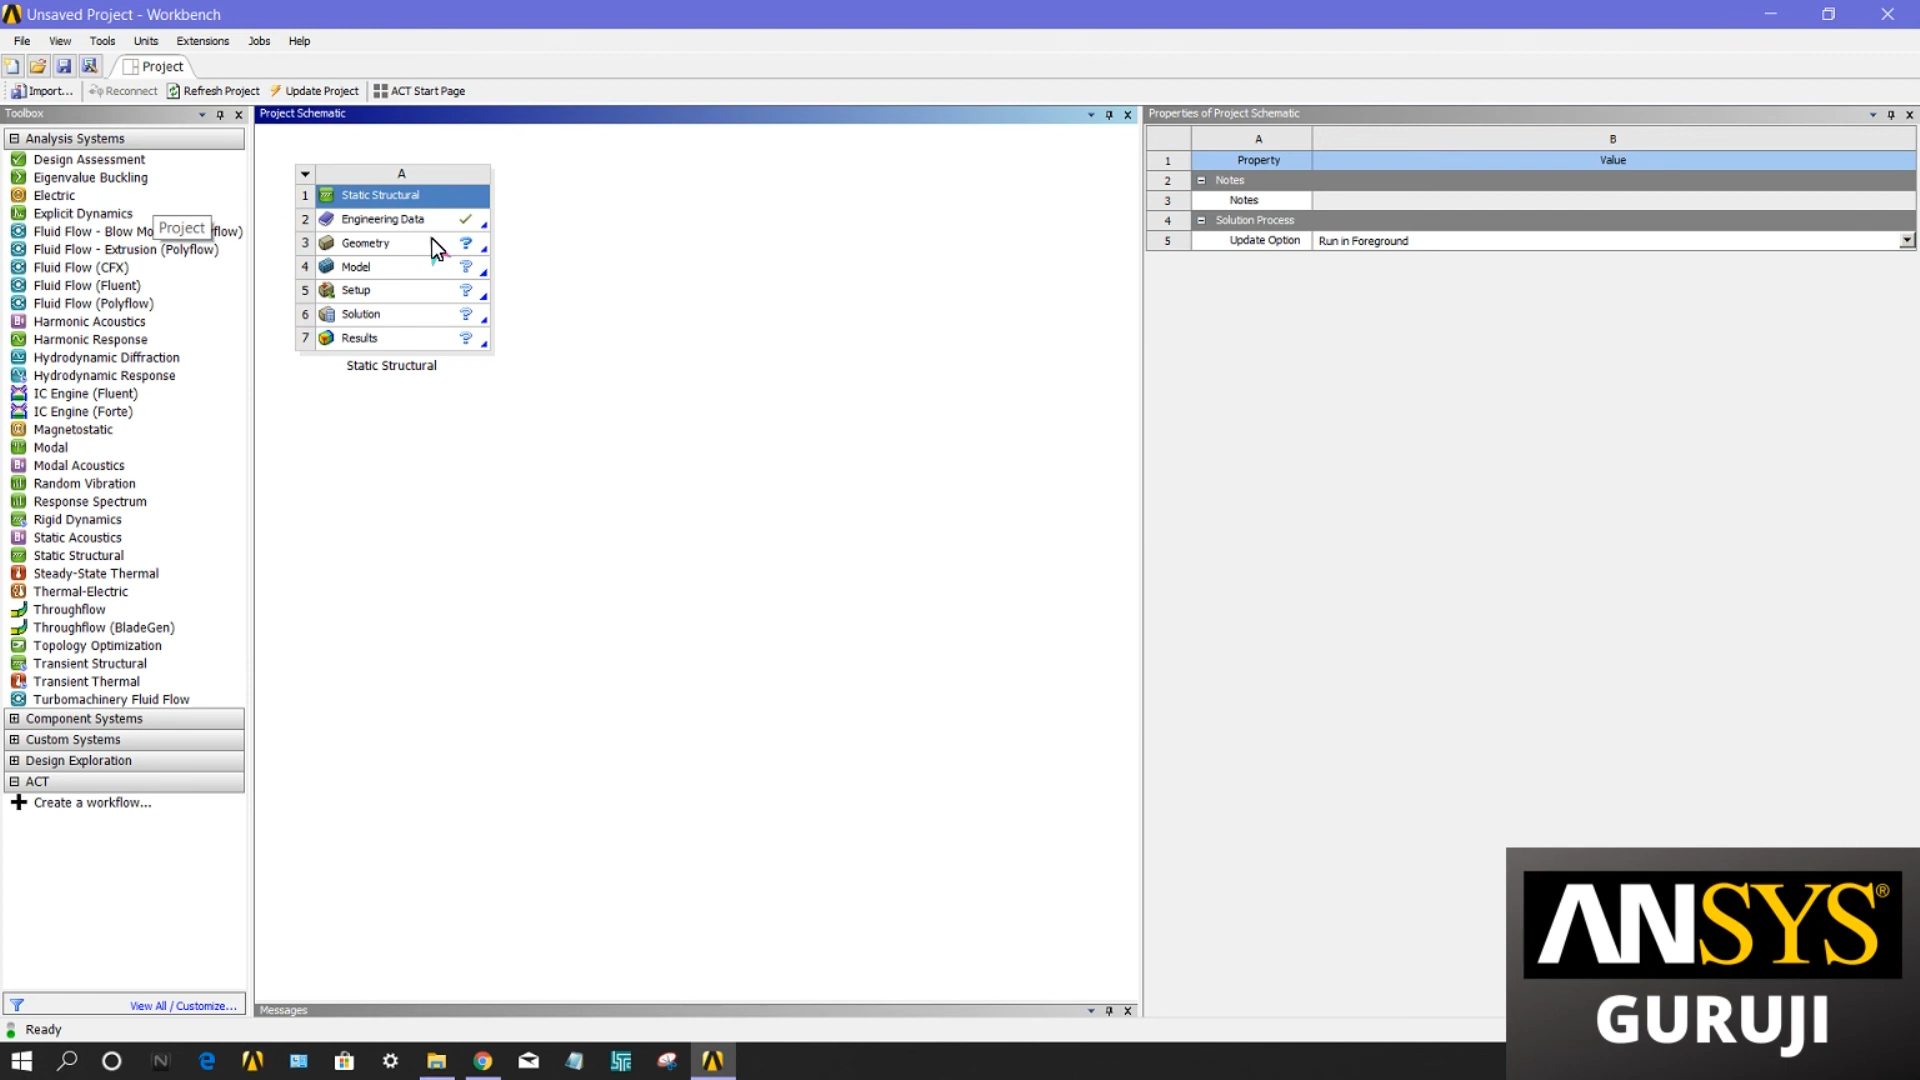 Unsaved Project - Workbench
File View Tools Units Extensions Jobs Help
Project
Import... Reconnect Refresh Project Update Project ACT Start Page
Toolbox
Analysis Systems
Design Assessment
Eigenvalue Buckling
Electric
Explicit Dynamics
Fluid Flow - Blow Mo flow)
Project
Fluid Flow - Extrusion (Polyflow)
Fluid Flow (CFX)
Fluid Flow (Fluent)
Fluid Flow (Polyflow)
Harmonic Acoustics
Harmonic Response
Hydrodynamic Diffraction
Hydrodynamic Response
IC Engine (Fluent)
IC Engine (Forte)
Magnetostatic
Modal
Modal Acoustics
Random Vibration
Response Spectrum
Rigid Dynamics
Static Acoustics
Static Structural
Steady-State Thermal
Thermal-Electric
Throughflow
Throughflow (BladeGen)
Topology Optimization
Transient Structural
Transient Thermal
Turbomachinery Fluid Flow
Component Systems
Custom Systems
Design Exploration
ACT
Create a workflow...
View All / Customize...
Ready
Project Schematic
A
1 Static Structural
2 Engineering Data
3 Geometry ?
4 Model ?
5 Setup ?
6 Solution ?
7 Results ?
Static Structural
Messages
Properties of Project Schematic
A B
1 Property Value
2 Notes
3 Notes
4 Solution Process
5 Update Option Run in Foreground
ANSYS®
GURUJI